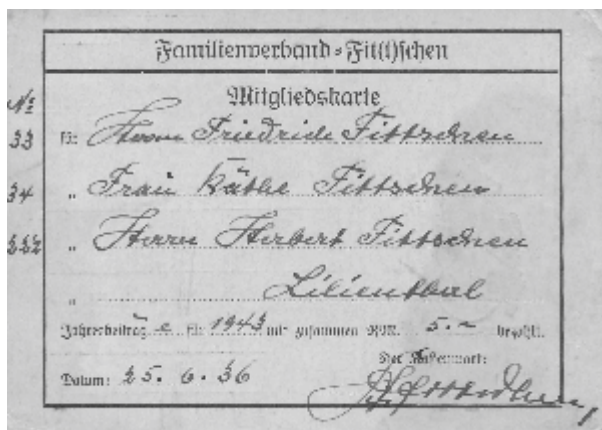 Familienverband-Fit(t)schen
Mitgliedskarte
No
33 für Herrn Friedrich Fittschen
34 „ Frau Käthe Fittschen
222 „ Herrn Herbert Fittschen
„ Lilienthal
Jahresbeitrag e für 1943 mit zusammen RM. 5.- bezahlt.
Der Kassenwart:
Datum: 25. 6. 36